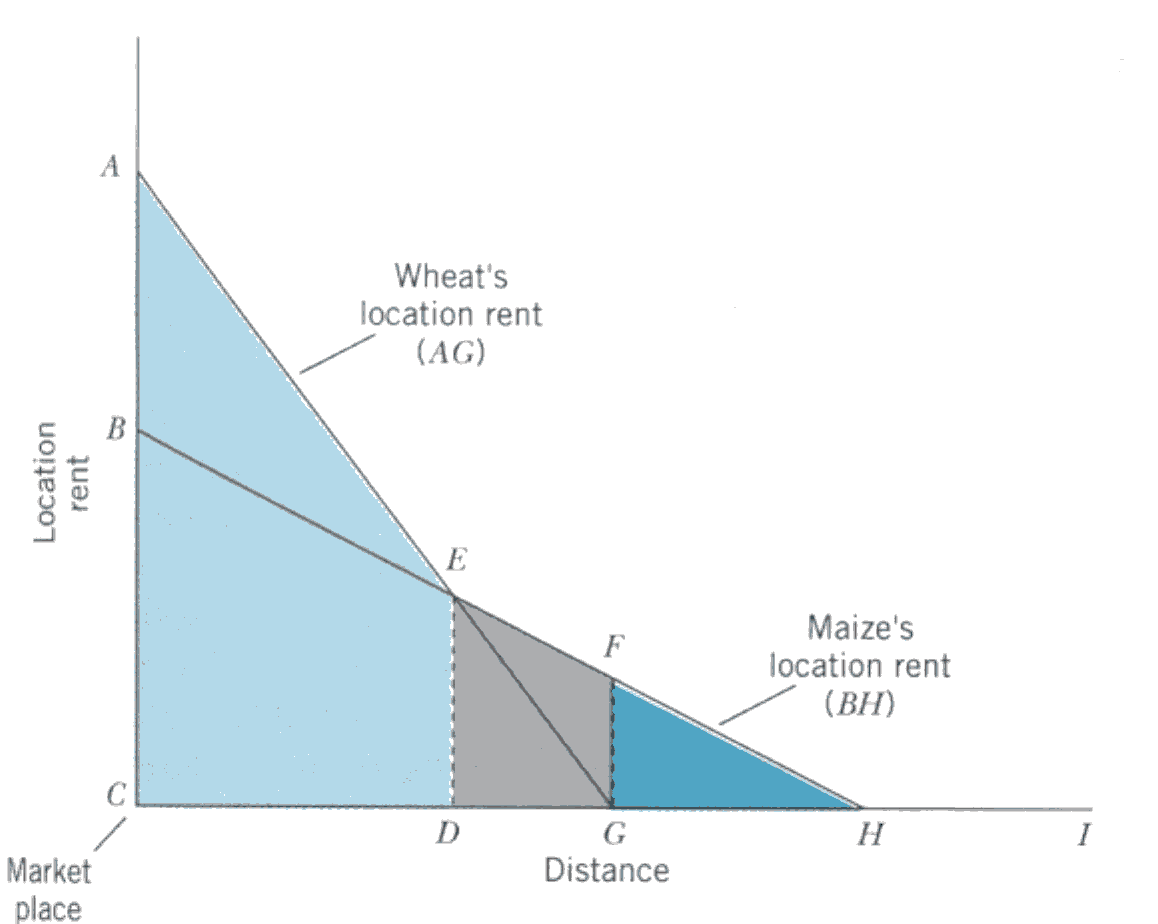 A
Wheat's
location rent
(AG)
B
Location
rent
E
F
Maize's
location rent
(BH)
C
D
G
H
I
Distance
Market
place